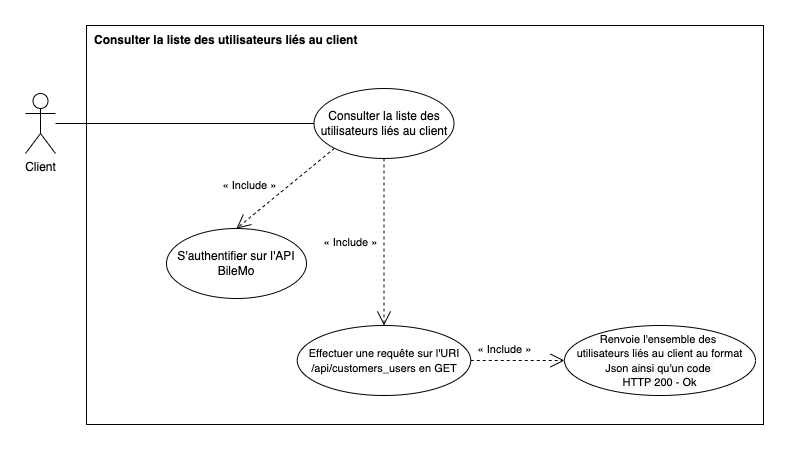 Consulter la liste des utilisateurs liés au client
Consulter la liste des
utilisateurs liés au client
Client
« Include »
S'authentifier sur l'API
BileMo
« Include »
Effectuer une requête sur l'URI
/api/customers_users en GET
« Include »
Renvoie l'ensemble des
utilisateurs liés au client au format
Json ainsi qu'un code
HTTP 200 - Ok